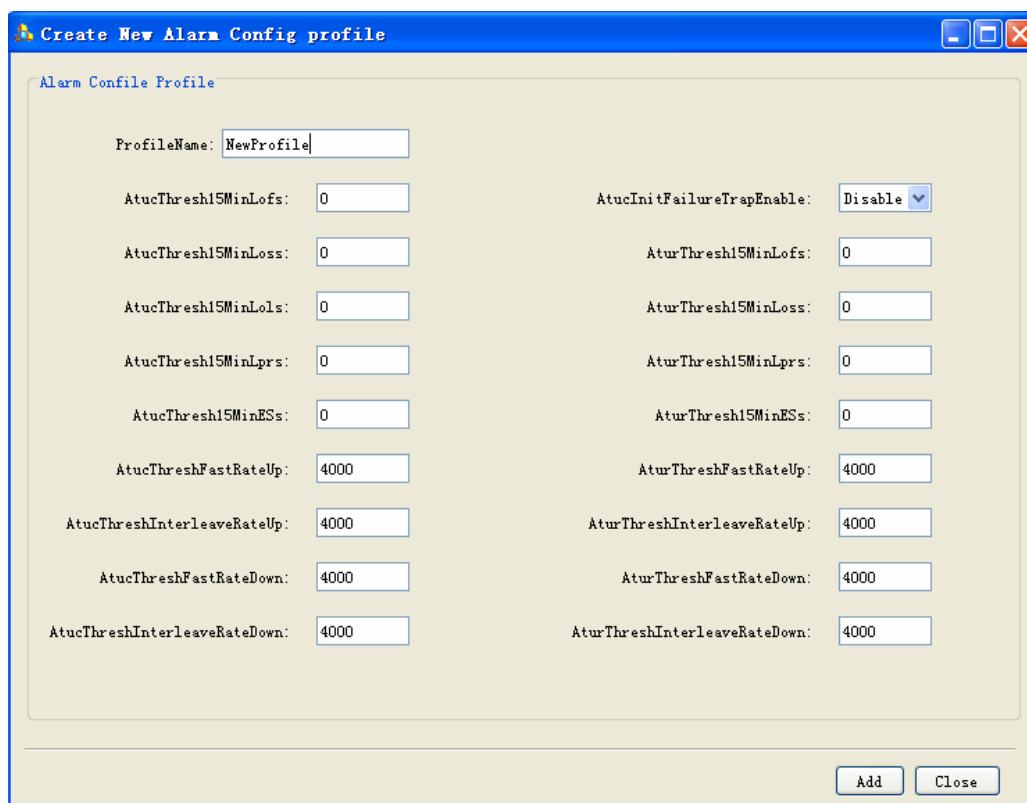 Create New Alarm Config profile
Alarm Confile Profile
ProfileName: NewProfile
AtucThresh15MinLofs: 0 AtucInitFailureTrapEnable: Disable
AtucThresh15MinLoss: 0 AturThresh15MinLofs: 0
AtucThresh15MinLols: 0 AturThresh15MinLoss: 0
AtucThresh15MinLprs: 0 AturThresh15MinLprs: 0
AtucThresh15MinESs: 0 AturThresh15MinESs: 0
AtucThreshFastRateUp: 4000 AturThreshFastRateUp: 4000
AtucThreshInterleaveRateUp: 4000 AturThreshInterleaveRateUp: 4000
AtucThreshFastRateDown: 4000 AturThreshFastRateDown: 4000
AtucThreshInterleaveRateDown: 4000 AturThreshInterleaveRateDown: 4000
Add Close